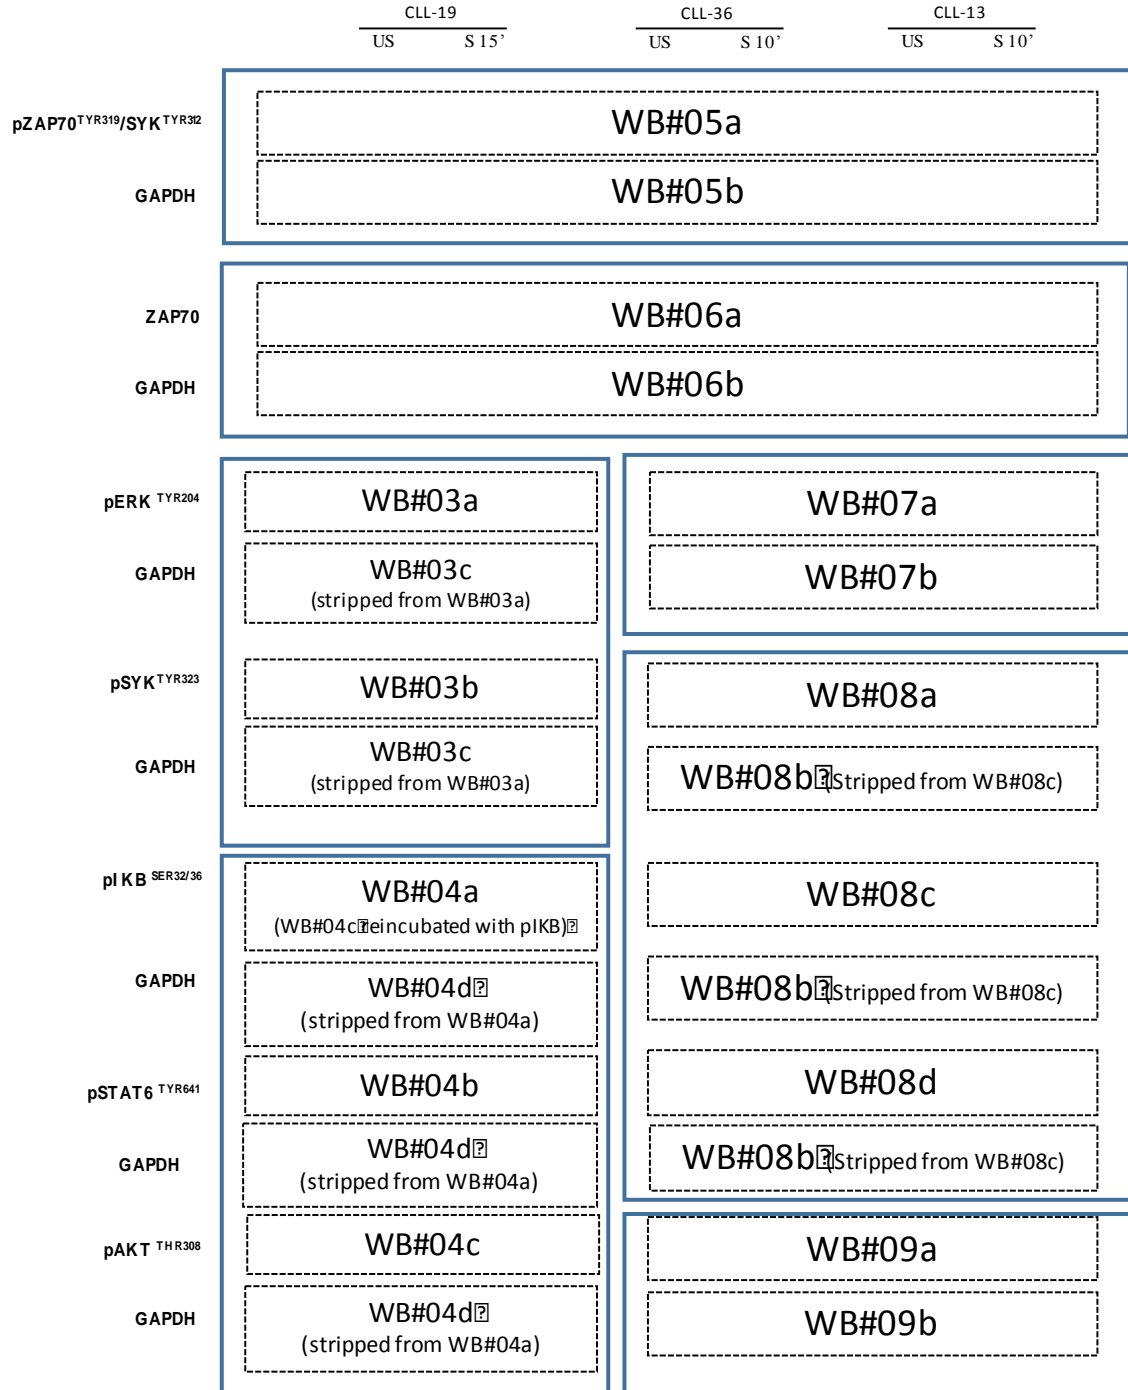 CLL-19 CLL-36 CLL-13
US S 15’ US S 10’ US S 10’
pZAP70TYR319/SYKTYR312 WB#05a
GAPDH WB#05b
ZAP70 WB#06a
GAPDH WB#06b
pERK TYR204 WB#03a WB#07a
GAPDH WB#03c WB#07b
(stripped from WB#03a)
pSYKTYR323 WB#03b WB#08a
GAPDH WB#03c WB#08b (Stripped from WB#08c)
(stripped from WB#03a)
pIKB SER32/36 WB#04a WB#08c
(WB#04c reincubated with pIKB)
GAPDH WB#04d WB#08b (Stripped from WB#08c)
(stripped from WB#04a)
pSTAT6 TYR641 WB#04b WB#08d
GAPDH WB#04d WB#08b (Stripped from WB#08c)
(stripped from WB#04a)
pAKT THR308 WB#04c WB#09a
GAPDH WB#04d WB#09b
(stripped from WB#04a)